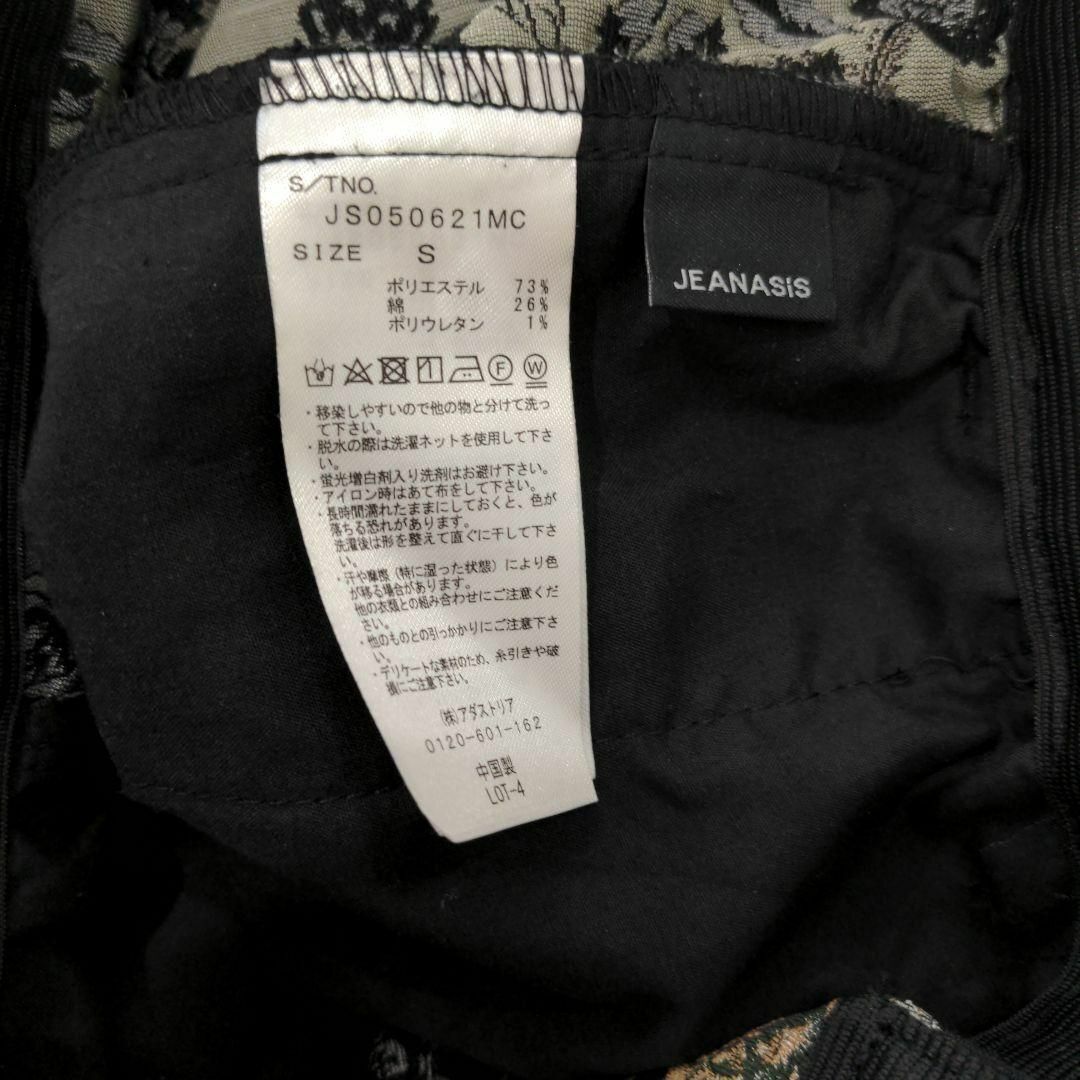 S/TNO.
JS050621MC
SIZE S
ポリエステル 73%
綿 26%
ポリウレタン 1%
F W
・移染しやすいので他の物と分けて洗っ
て下さい。
・脱水の際は洗濯ネットを使用して下さ
い。
・蛍光増白剤入り洗剤はお避け下さい。
・アイロン時はあて布をして下さい。
・長時間濡れたままにしておくと、色が
落ちる恐れがあります。
洗濯後は形を整えて直ぐに干して下さ
い。
・汗や摩擦（特に湿った状態）により色
が移る場合があります。
他の衣類との組み合わせにご注意くだ
さい。
・他のものとの引っかかりにご注意下さ
い。
・デリケートな素材のため、糸引きや破
損にご注意下さい。
(株)アダストリア
0120-601-162
中国製
LOT-4
JEANASiS